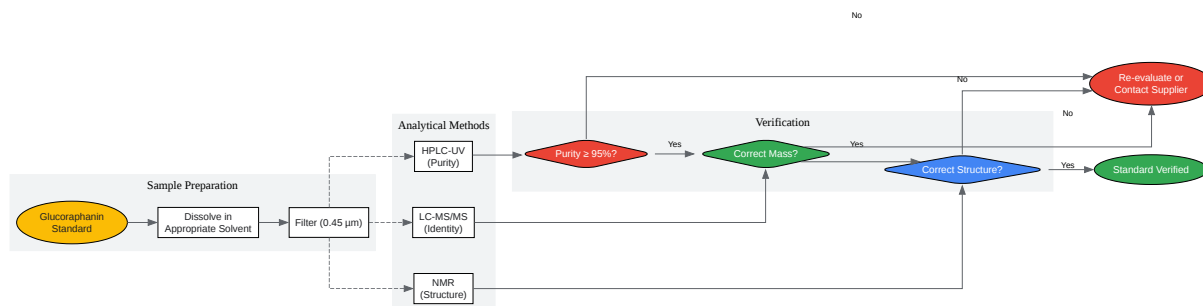 No
Re-evaluate or
Contact Supplier
No
No
Analytical Methods
Verification
HPLC-UV
(Purity)
Purity ≥ 95%?
Yes
Correct Mass?
Yes
Correct Structure?
Yes
Standard Verified
Sample Preparation
Glucoraphanin
Standard
Dissolve in
Appropriate Solvent
Filter (0.45 µm)
LC-MS/MS
(Identity)
NMR
(Structure)